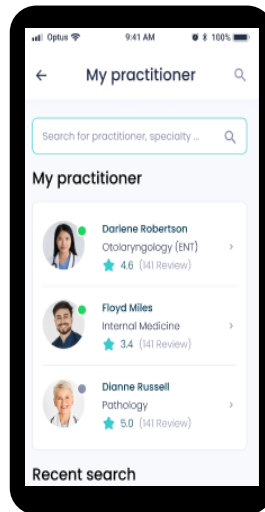 Optus 9:41 AM 100%
My practitioner
Search for practitioner, specialty ...
My practitioner
Darlene Robertson
Otolaryngology (ENT)
4.6 (141 Review)
Floyd Miles
Internal Medicine
3.4 (141 Review)
Dianne Russell
Pathology
5.0 (141 Review)
Recent search